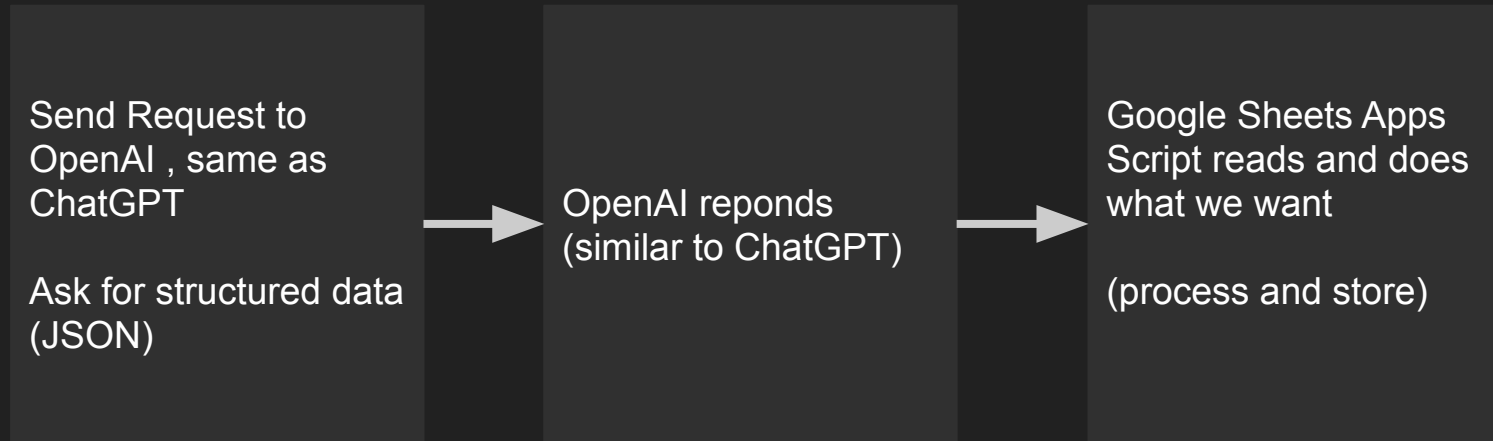 Send Request to
OpenAI , same as
ChatGPT
Ask for structured data
(JSON)
OpenAI reponds
(similar to ChatGPT)
Google Sheets Apps
Script reads and does
what we want
(process and store)